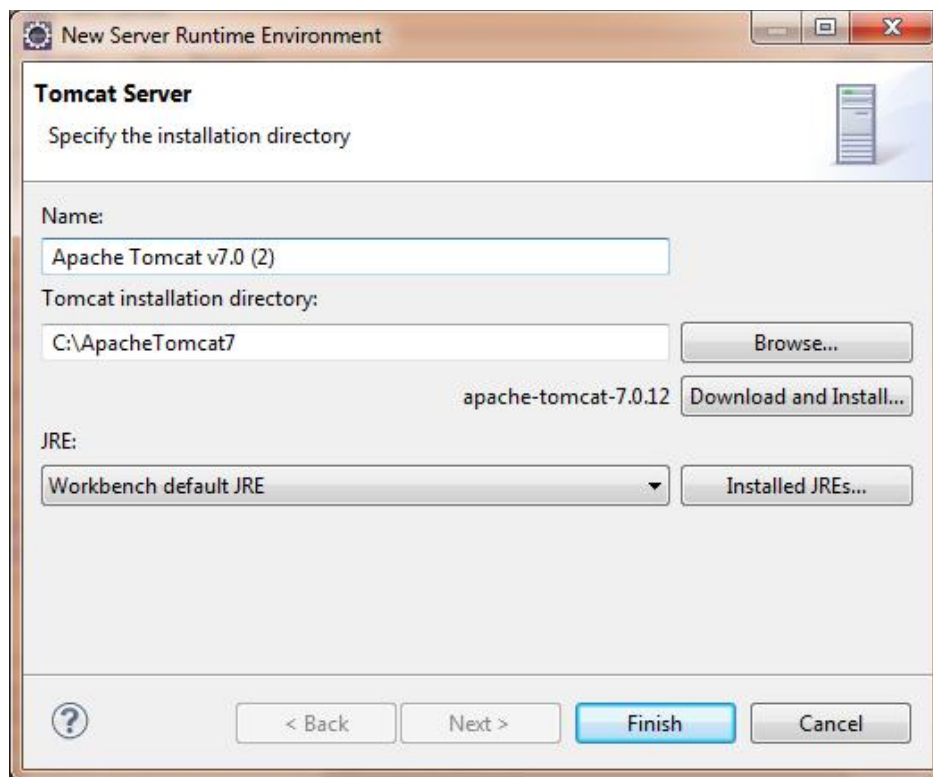 New Server Runtime Environment
Tomcat Server
Specify the installation directory
Name:
Apache Tomcat v7.0 (2)
Tomcat installation directory:
C:\ApacheTomcat7
Browse...
apache-tomcat-7.0.12 Download and Install...
JRE:
Workbench default JRE
Installed JREs...
?
< Back Next > Finish Cancel